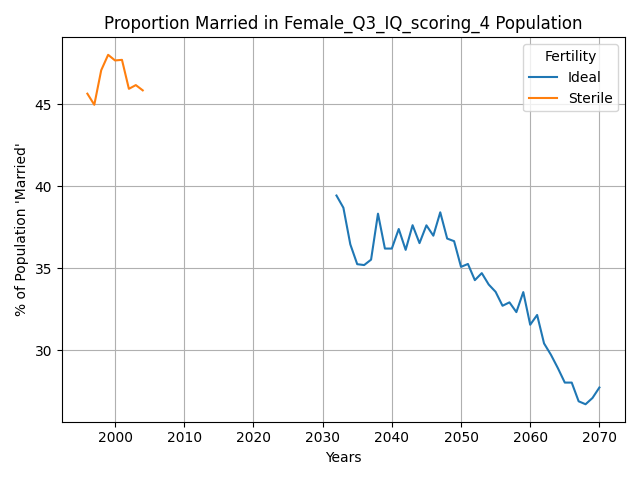 Proportion Married in Female_Q3_IQ_scoring_4 Population
Fertility
Ideal
Sterile
% of Population 'Married'
45
40
35
30
2000
2010
2020
2030
2040
2050
2060
2070
Years